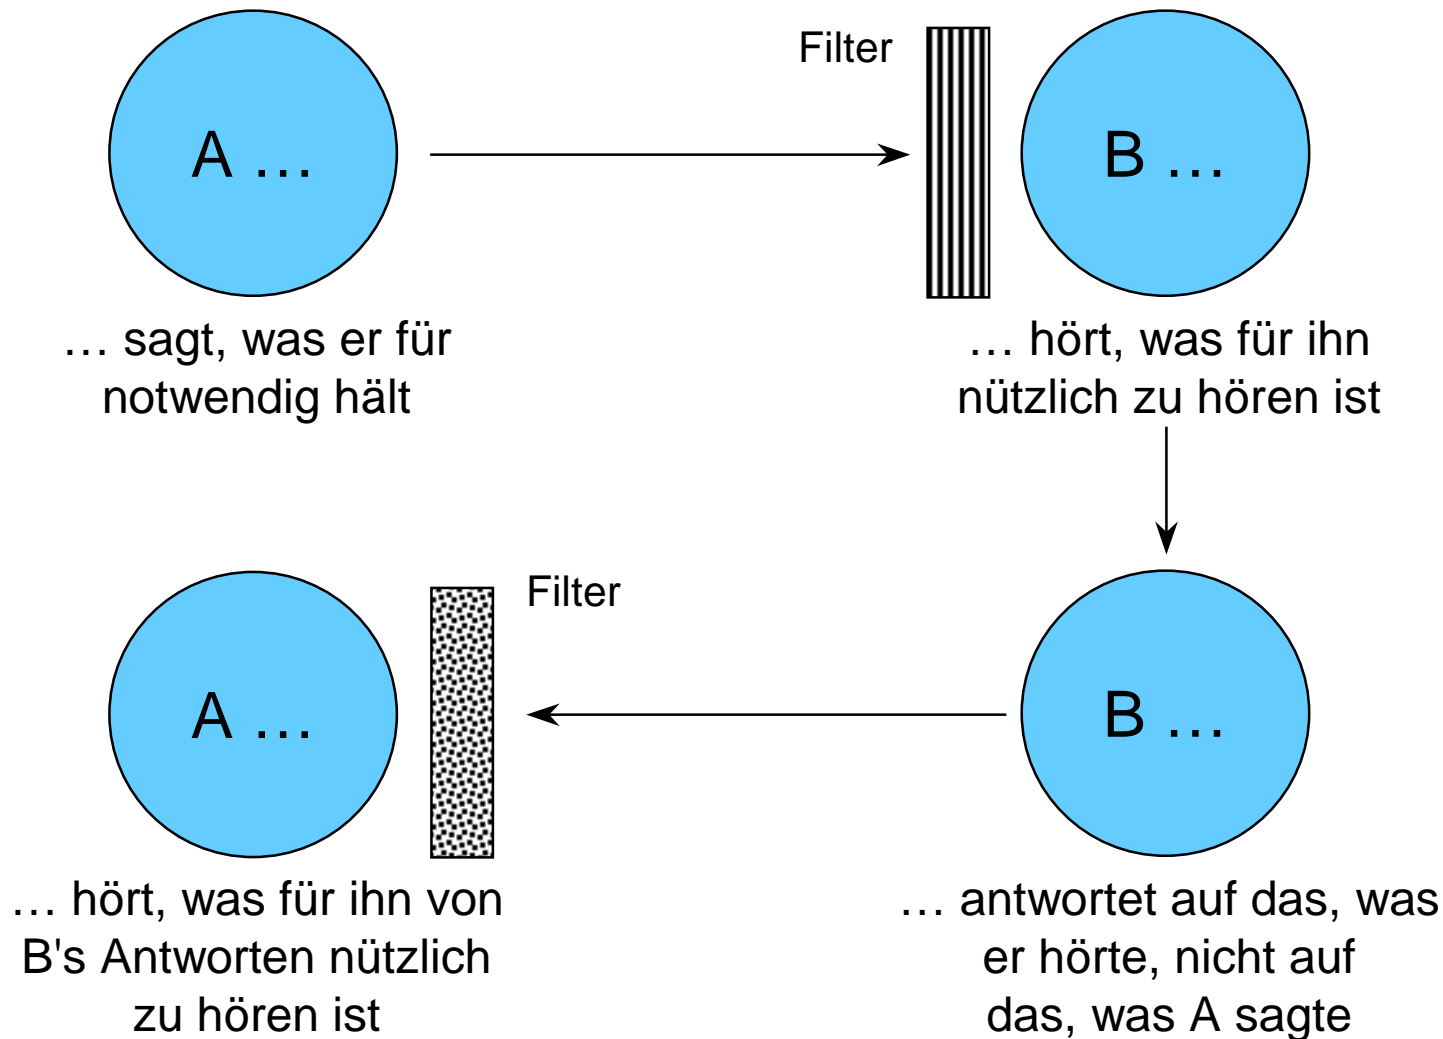 Filter
A …
B …
… sagt, was er für
notwendig hält
… hört, was für ihn
nützlich zu hören ist
Filter
A …
B …
… hört, was für ihn von
B's Antworten nützlich
zu hören ist
… antwortet auf das, was
er hörte, nicht auf
das, was A sagte